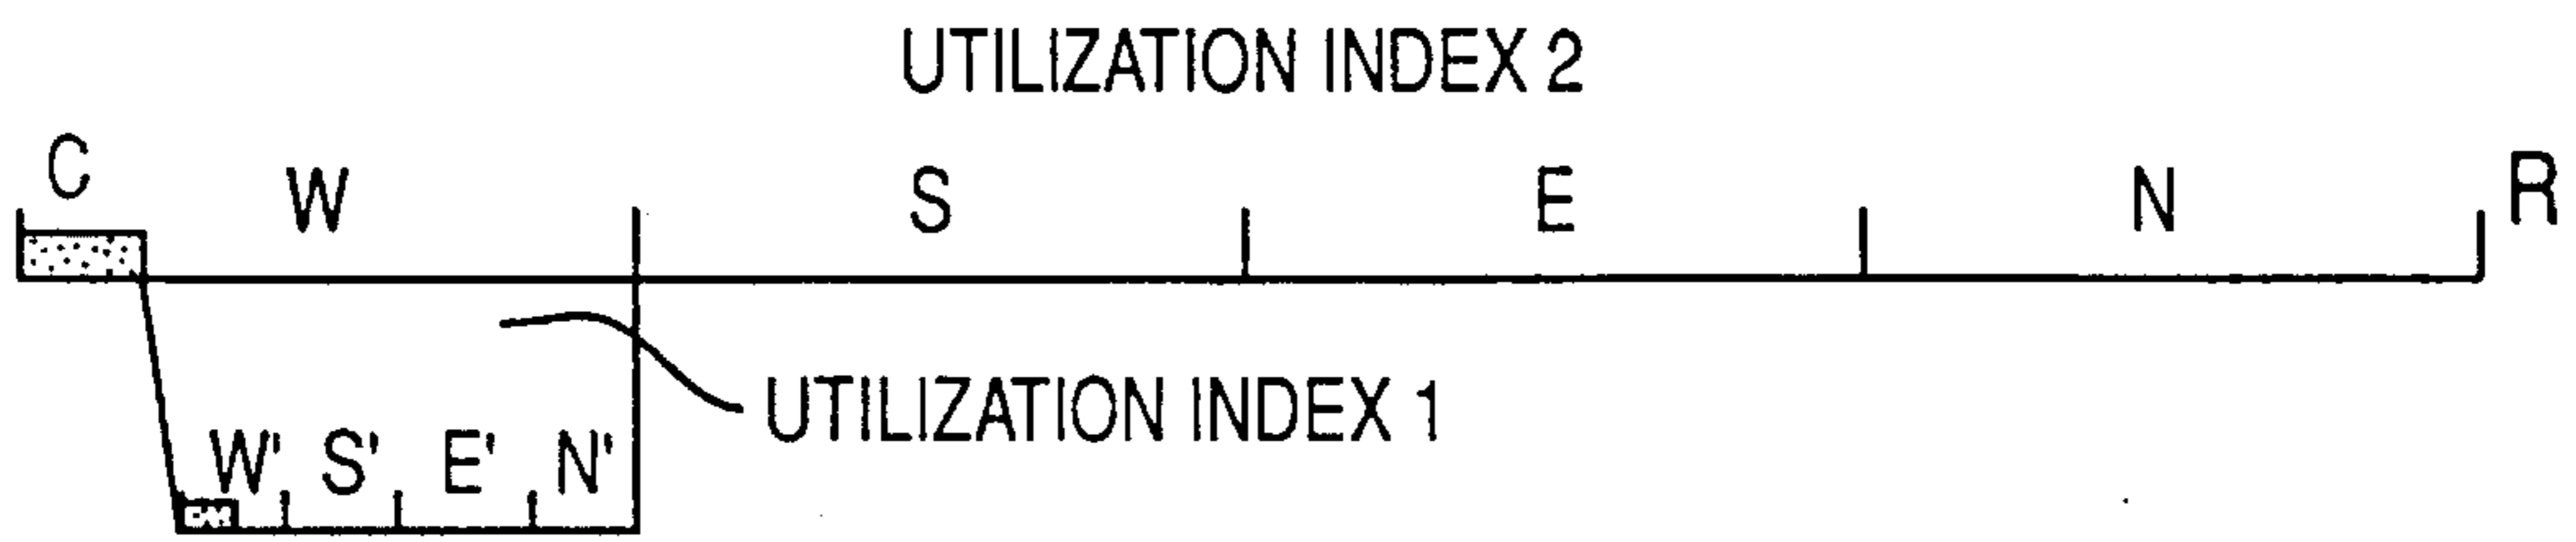 UTILIZATION INDEX 2
C W S E N R
UTILIZATION INDEX 1
W' S' E' N'